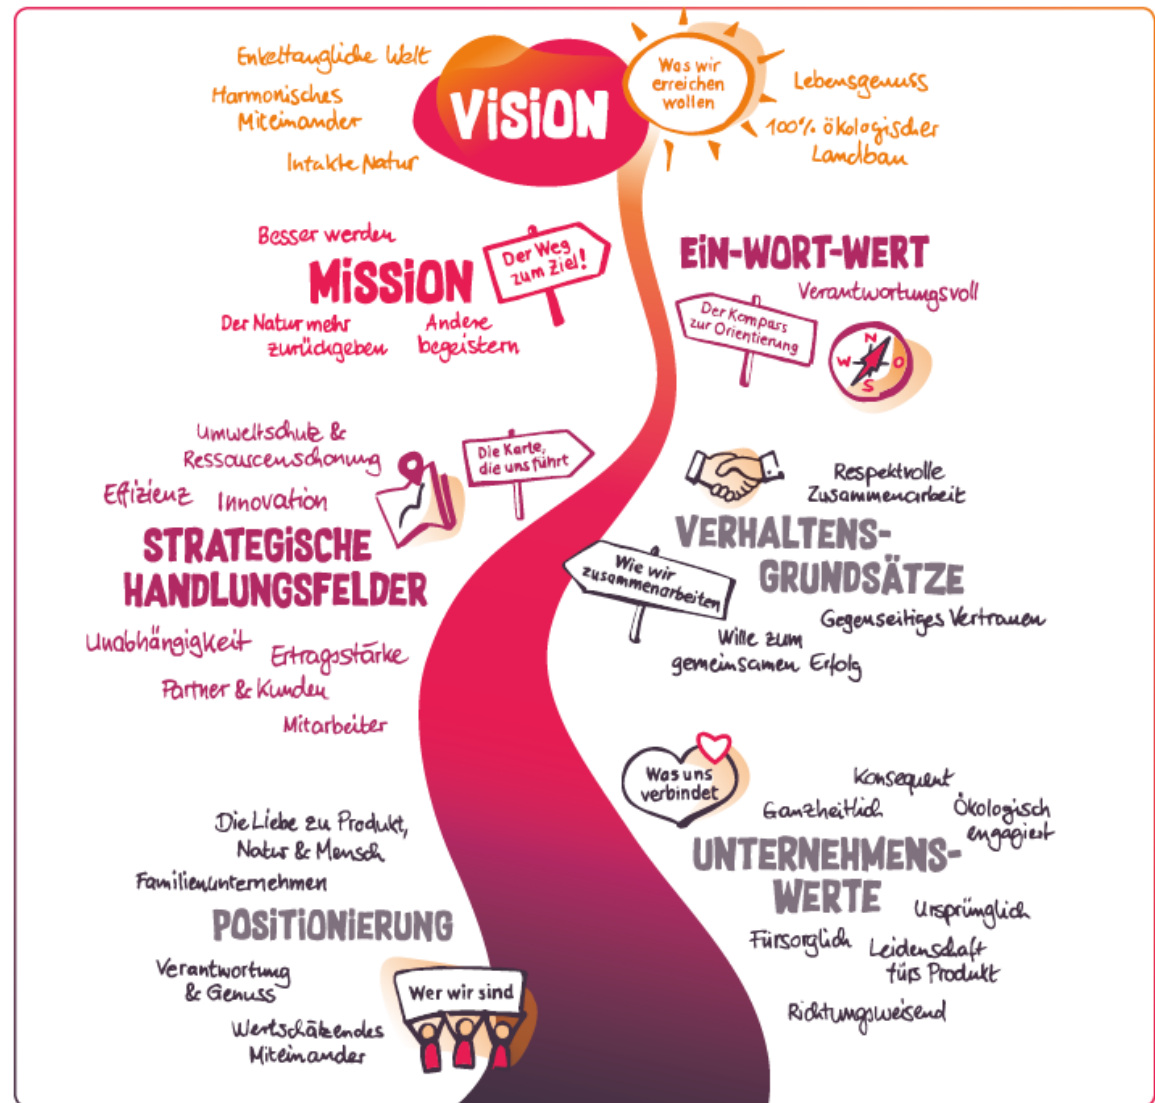 Enkeltaugliche Welt
Harmonisches
Miteinander
Intakte Natur
ViSiON
Was wir
erreichen
wollen
Lebensgenuss
100% ökologischer
Landbau
Besser werden
MiSSiON
Der Natur mehr
zurückgeben
Andere
begeistern
Der Weg
zum Ziel!
EiN-WORT-WERT
Verantwortungsvoll
Der Kompass
zur Orientierung
N
W O
S
Umweltschutz &
Ressourcenschonung
Effizienz Innovation
STRATEGiSCHE
HANDLUNGSFELDER
Unabhängigkeit
Ertragsstärke
Partner & Kunden
Mitarbeiter
Die Karte,
die uns führt
Respektvolle
Zusammenarbeit
VERHALTENS-
GRUNDSÄTZE
Wie wir
zusammenarbeiten
Gegenseitiges Vertrauen
Wille zum
gemeinsamen Erfolg
Die Liebe zu Produkt,
Natur & Mensch
Familienunternehmen
POSiTiONiERUNG
Verantwortung
& Genuss
Wertschätzendes
Miteinander
Wer wir sind
Was uns
verbindet
Konsequent
Ganzheitlich
Ökologisch
engagiert
UNTERNEHMENS-
WERTE
Ursprünglich
Fürsorglich
Leidenschaft
fürs Produkt
Richtungsweisend